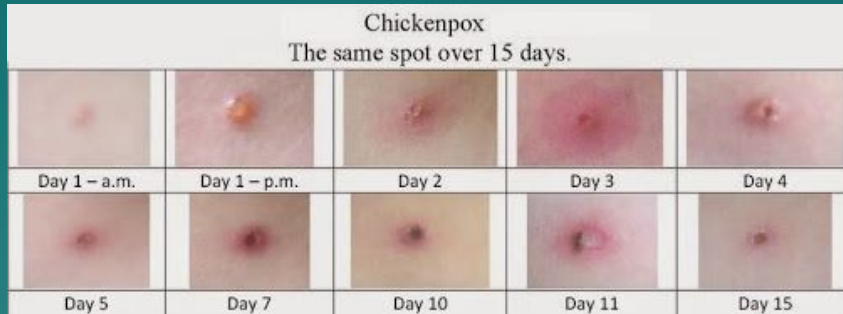 Chickenpox
The same spot over 15 days.
Day 1 – a.m. Day 1 – p.m. Day 2 Day 3 Day 4
Day 5 Day 7 Day 10 Day 11 Day 15